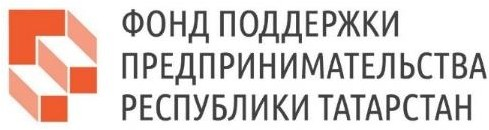 ФОНД ПОДДЕРЖКИ
ПРЕДПРИНИМАТЕЛЬСТВА
РЕСПУБЛИКИ ТАТАРСТАН